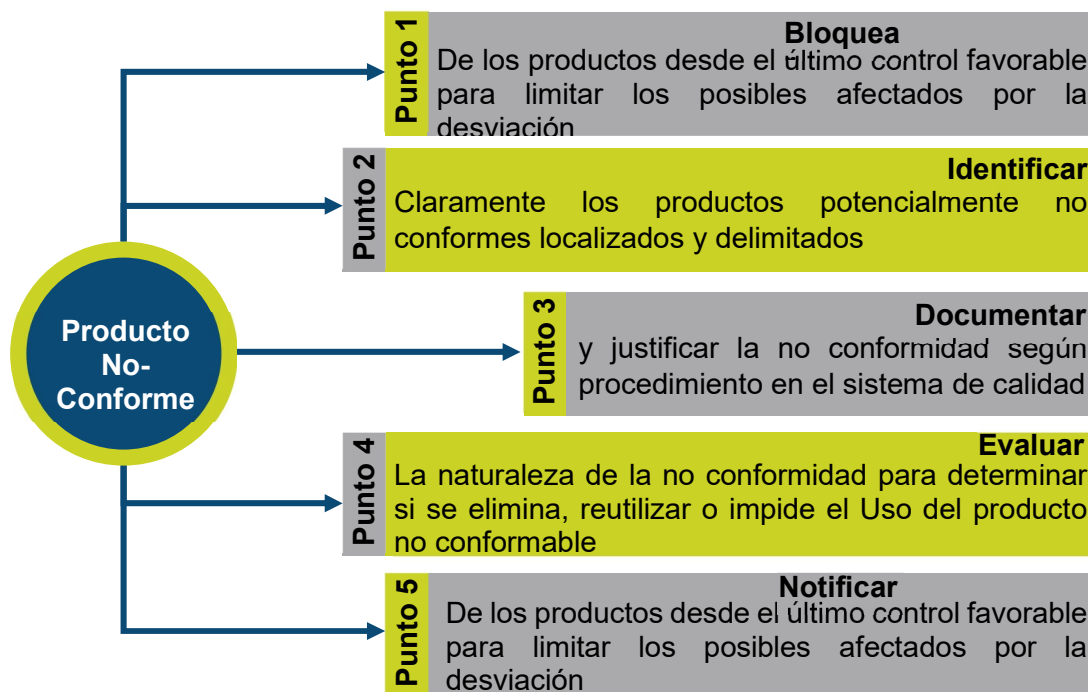 Punto 1
Bloquea
De los productos desde el último control favorable
para limitar los posibles afectados por la
desviación
Punto 2
Identificar
Claramente los productos potencialmente no
conformes localizados y delimitados
Producto
No-
Conforme
Punto 3
Documentar
y justificar la no conformidad según
procedimiento en el sistema de calidad
Punto 4
Evaluar
La naturaleza de la no conformidad para determinar
si se elimina, reutilizar o impide el Uso del producto
no conformable
Punto 5
Notificar
De los productos desde el último control favorable
para limitar los posibles afectados por la
desviación